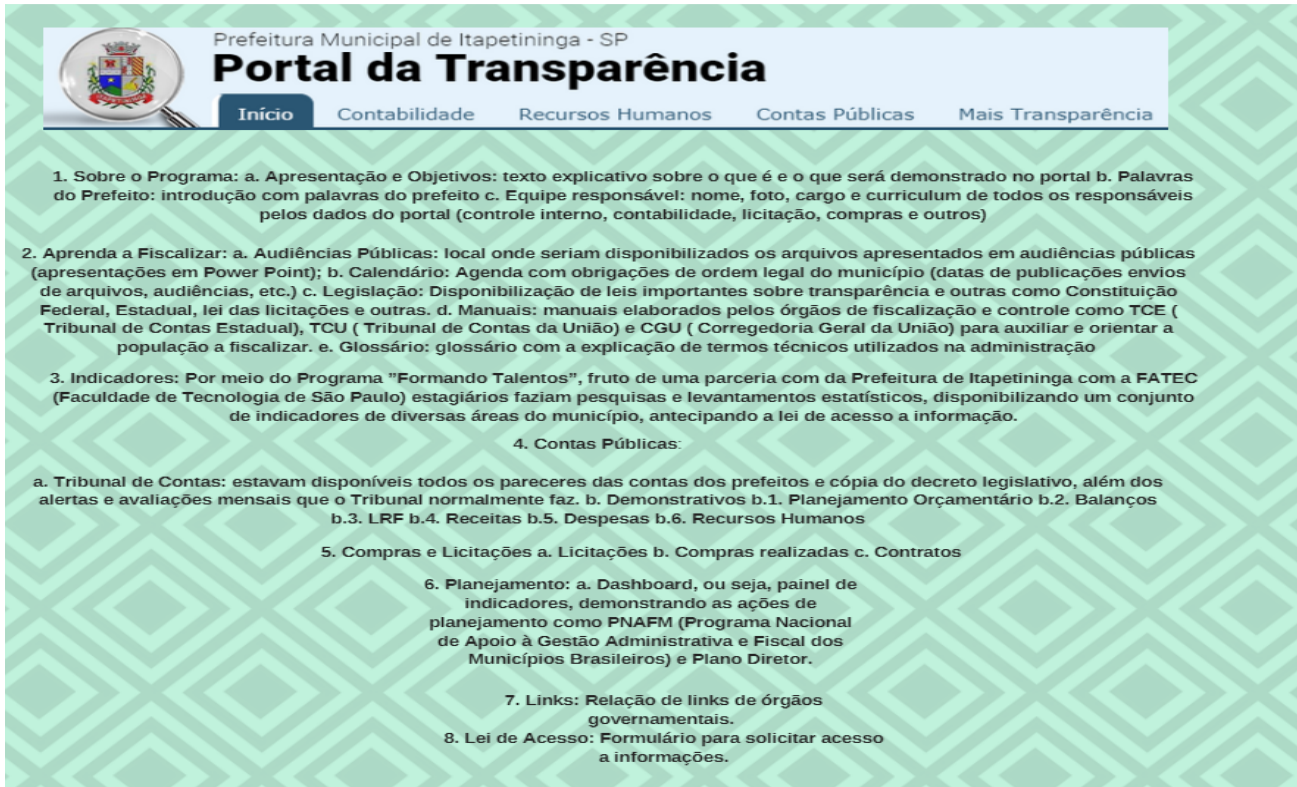 Prefeitura Municipal de Itapetininga - SP
Portal da Transparência
Início Contabilidade Recursos Humanos Contas Públicas Mais Transparência
1. Sobre o Programa: a. Apresentação e Objetivos: texto explicativo sobre o que é e o que será demonstrado no portal b. Palavras
do Prefeito: introdução com palavras do prefeito c. Equipe responsável: nome, foto, cargo e curriculum de todos os responsáveis
pelos dados do portal (controle interno, contabilidade, licitação, compras e outros)
2. Aprenda a Fiscalizar: a. Audiências Públicas: local onde seriam disponibilizados os arquivos apresentados em audiências públicas
(apresentações em Power Point); b. Calendário: Agenda com obrigações de ordem legal do município (datas de publicações envios
de arquivos, audiências, etc.) c. Legislação: Disponibilização de leis importantes sobre transparência e outras como Constituição
Federal, Estadual, lei das licitações e outras. d. Manuais: manuais elaborados pelos órgãos de fiscalização e controle como TCE (
Tribunal de Contas Estadual), TCU ( Tribunal de Contas da União) e CGU ( Corregedoria Geral da União) para auxiliar e orientar a
população a fiscalizar. e. Glossário: glossário com a explicação de termos técnicos utilizados na administração
3. Indicadores: Por meio do Programa "Formando Talentos", fruto de uma parceria com da Prefeitura de Itapetininga com a FATEC
(Faculdade de Tecnologia de São Paulo) estagiários faziam pesquisas e levantamentos estatísticos, disponibilizando um conjunto
de indicadores de diversas áreas do município, antecipando a lei de acesso a informação.
4. Contas Públicas:
a. Tribunal de Contas: estavam disponíveis todos os pareceres das contas dos prefeitos e cópia do decreto legislativo, além dos
alertas e avaliações mensais que o Tribunal normalmente faz. b. Demonstrativos b.1. Planejamento Orçamentário b.2. Balanços
b.3. LRF b.4. Receitas b.5. Despesas b.6. Recursos Humanos
5. Compras e Licitações a. Licitações b. Compras realizadas c. Contratos
6. Planejamento: a. Dashboard, ou seja, painel de
indicadores, demonstrando as ações de
planejamento como PNAFM (Programa Nacional
de Apoio à Gestão Administrativa e Fiscal dos
Municípios Brasileiros) e Plano Diretor.
7. Links: Relação de links de órgãos
governamentais.
8. Lei de Acesso: Formulário para solicitar acesso
a informações.